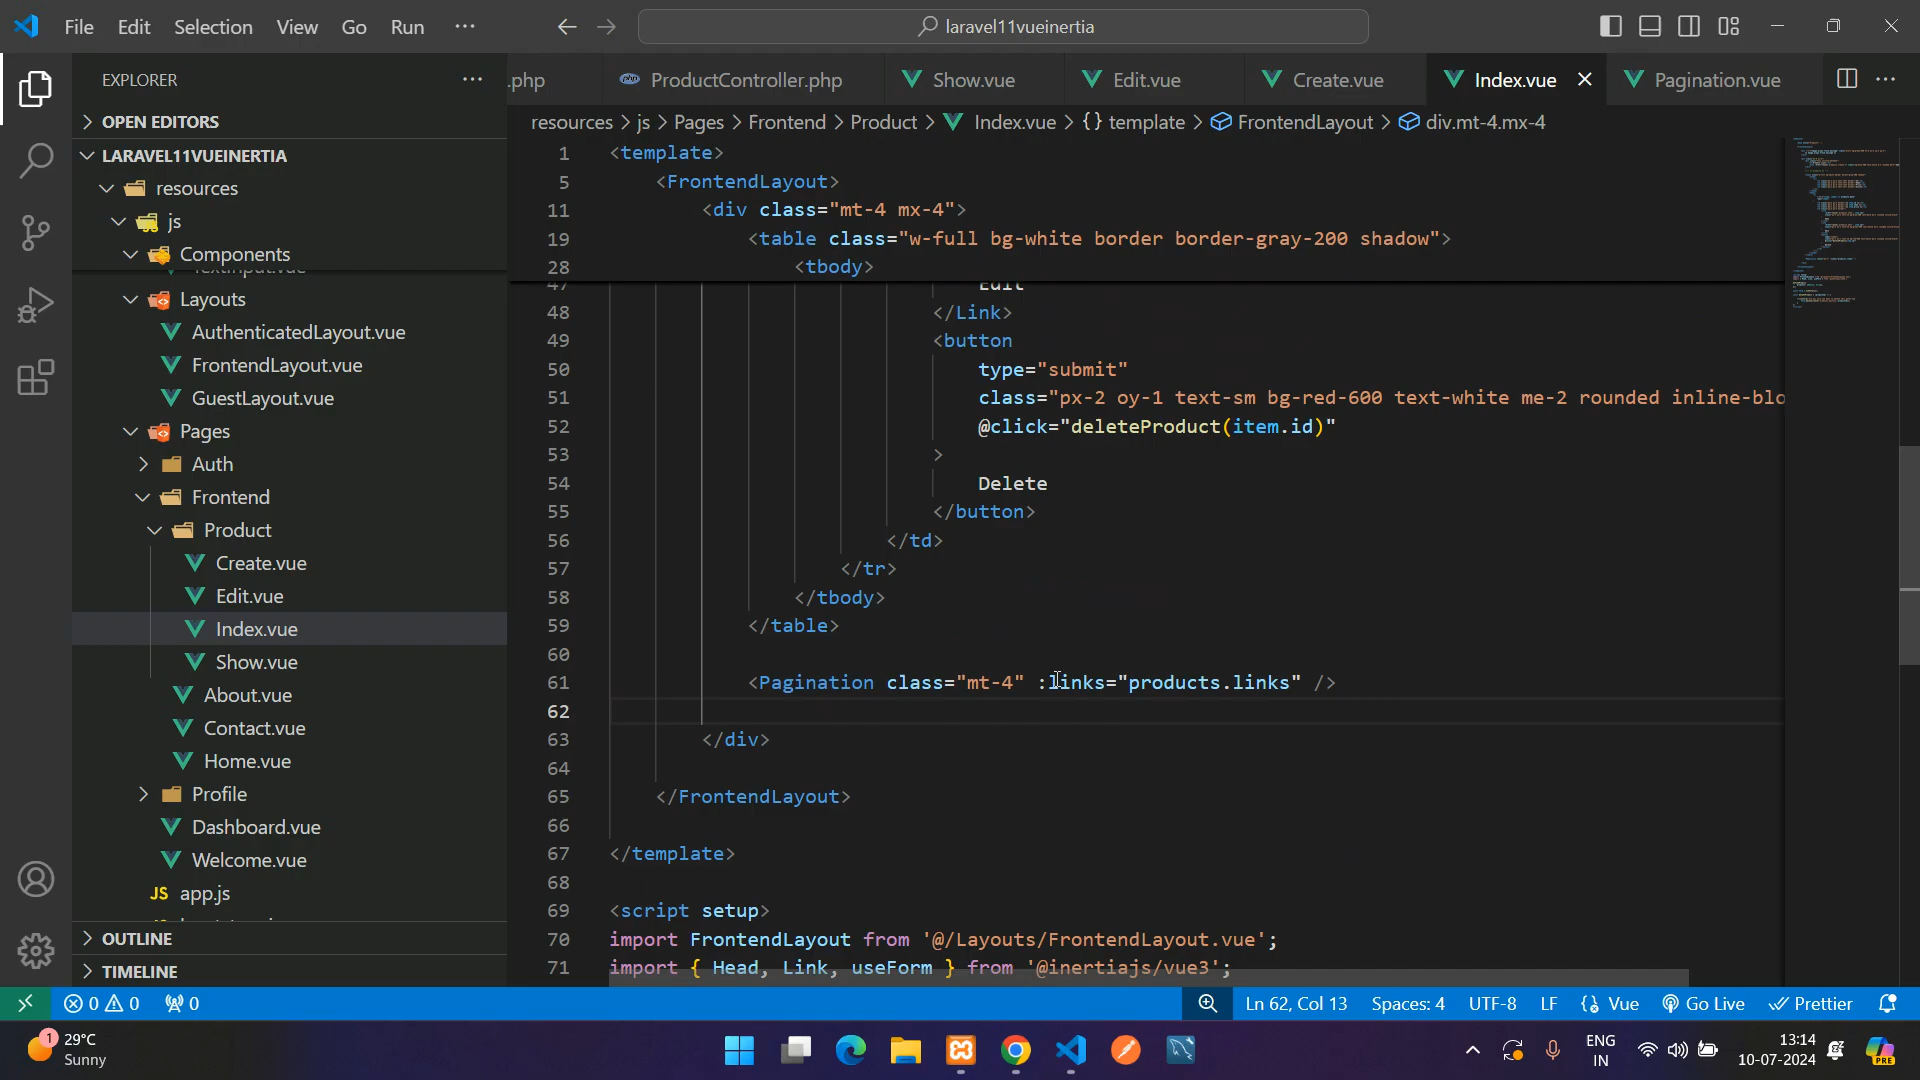 File Edit Selection View Go Run ···
laravel11vueinertia
EXPLORER ···
.php ProductController.php Show.vue Edit.vue Create.vue Index.vue Pagination.vue ···
OPEN EDITORS
resources > js > Pages > Frontend > Product > Index.vue > {} template > FrontendLayout > div.mt-4.mx-4
LARAVEL11VUEINERTIA
resources
js
Components
TextInput.vue
Layouts
AuthenticatedLayout.vue
FrontendLayout.vue
GuestLayout.vue
Pages
Auth
Frontend
Product
Create.vue
Edit.vue
Index.vue
Show.vue
About.vue
Contact.vue
Home.vue
Profile
Dashboard.vue
Welcome.vue
JS app.js
OUTLINE
TIMELINE
1 <template>
5 <FrontendLayout>
11 <div class="mt-4 mx-4">
19 <table class="w-full bg-white border border-gray-200 shadow">
28 <tbody>
47 Edit
48 </Link>
49 <button
50 type="submit"
51 class="px-2 oy-1 text-sm bg-red-600 text-white me-2 rounded inline-blo
52 @click="deleteProduct(item.id)"
53 >
54 Delete
55 </button>
56 </td>
57 </tr>
58 </tbody>
59 </table>
60
61 <Pagination class="mt-4" :links="products.links" />
62
63 </div>
64
65 </FrontendLayout>
66
67 </template>
68
69 <script setup>
70 import FrontendLayout from '@/Layouts/FrontendLayout.vue';
71 import { Head, Link, useForm } from '@inertiajs/vue3';
0 0 0 Ln 62, Col 13 Spaces: 4 UTF-8 LF {} Vue Go Live Prettier
1 29°C
Sunny
ENG
IN
13:14
10-07-2024
PRE